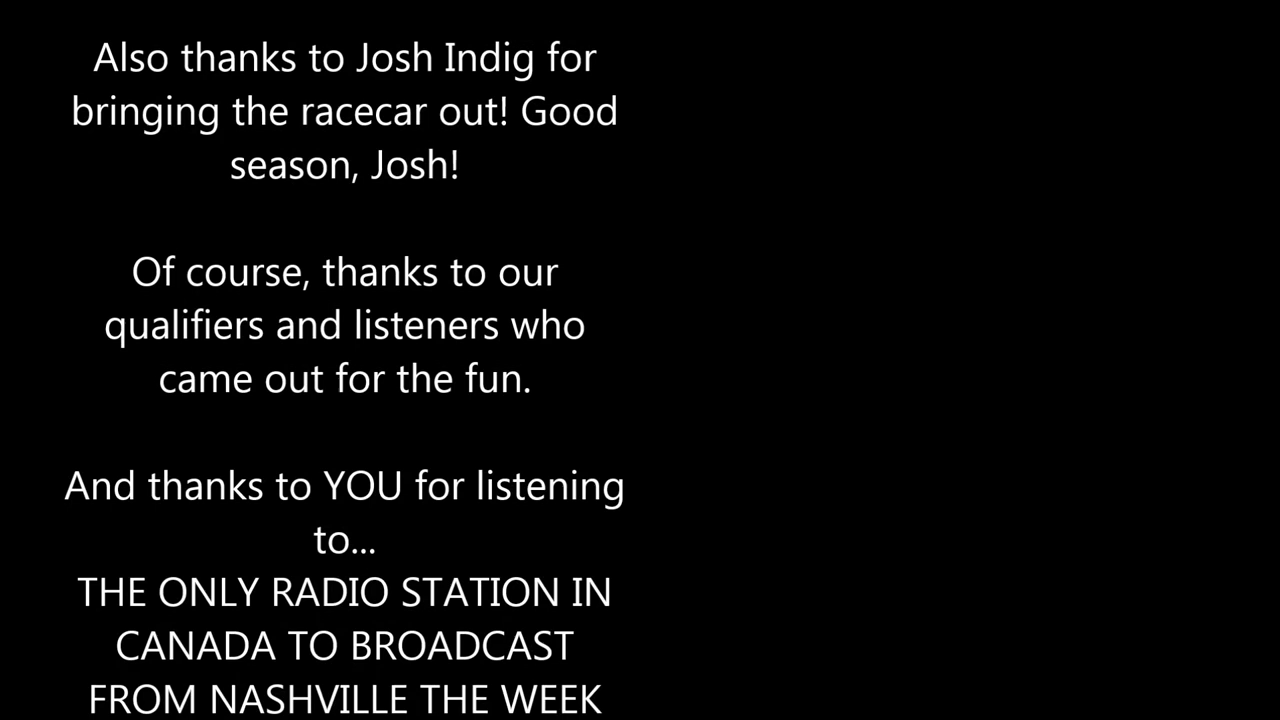 Also thanks to Josh Indig for
bringing the racecar out! Good
season, Josh!
Of course, thanks to our
qualifiers and listeners who
came out for the fun.
And thanks to YOU for listening
to...
THE ONLY RADIO STATION IN
CANADA TO BROADCAST
FROM NASHVILLE THE WEEK